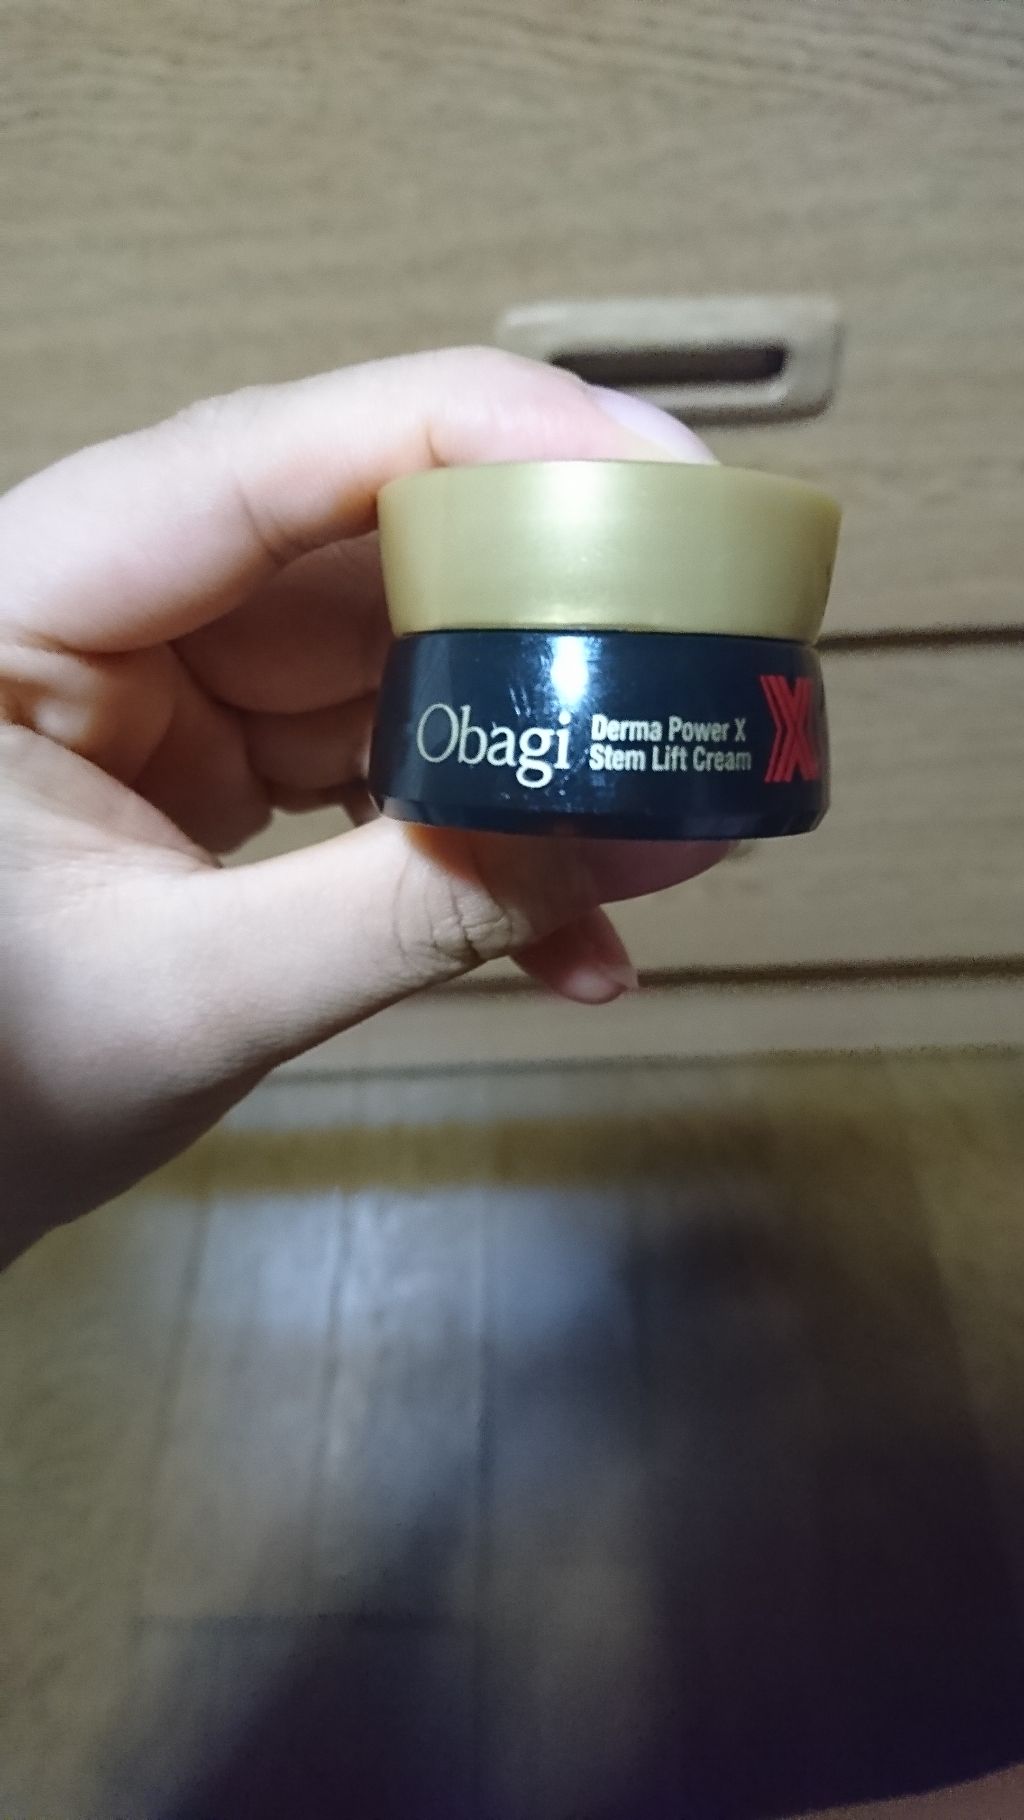 Obagi
Derma Power X
Stem Lift Cream
X